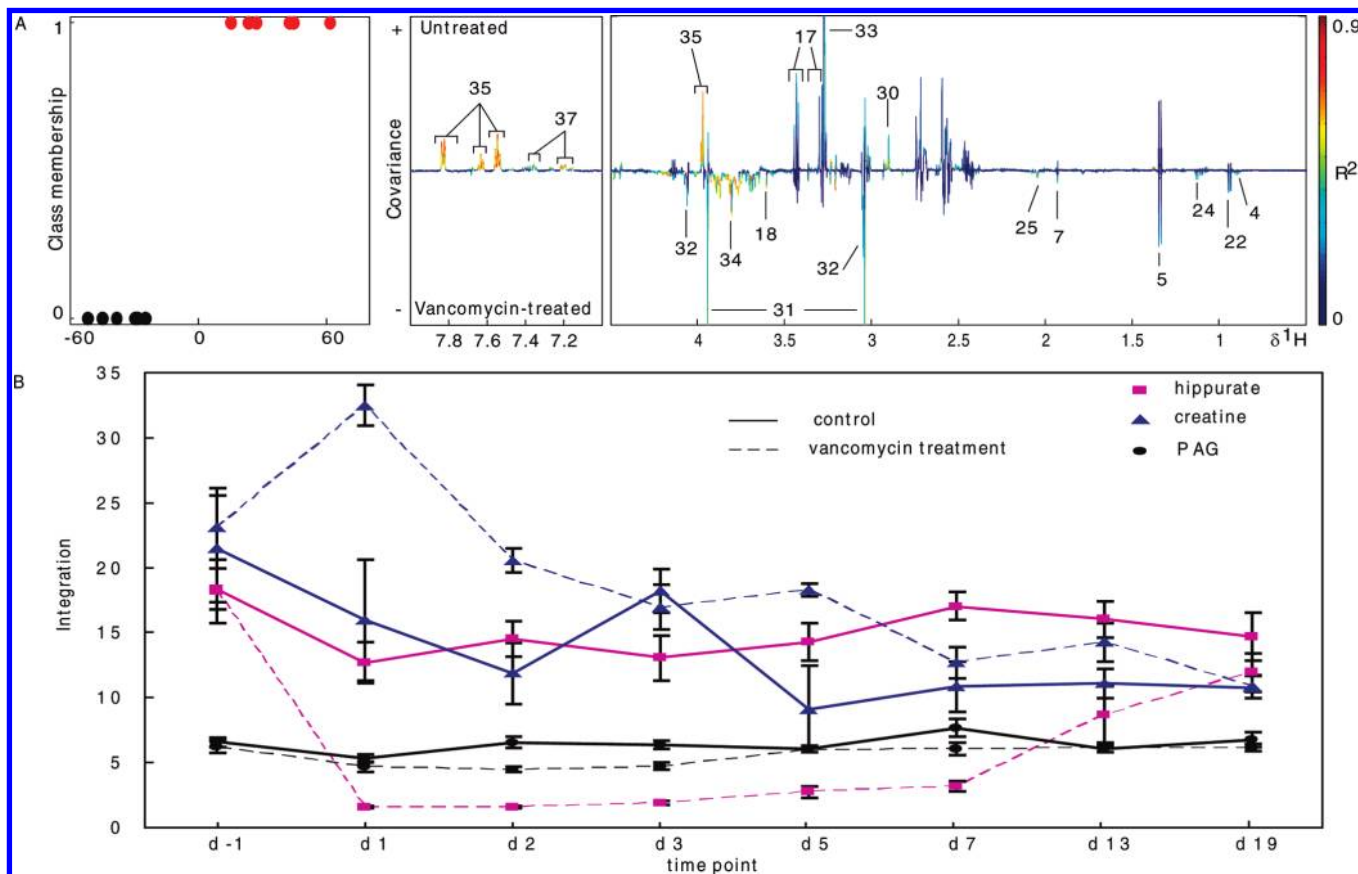 A
1
0
Class membership
-60
0
60
+
Untreated
Covariance
-
Vancomycin-treated
35
37
7.8
7.6
7.4
7.2
35
17
33
30
32
34
18
32
31
25
7
5
24
22
4
4
3.5
3
2.5
2
1.5
1
δ1H
0.9
R2
0
B
35
30
25
20
15
10
5
0
Integration
control
vancomycin treatment
hippurate
creatine
PAG
d -1
d 1
d 2
d 3
d 5
d 7
d 13
d 19
time point